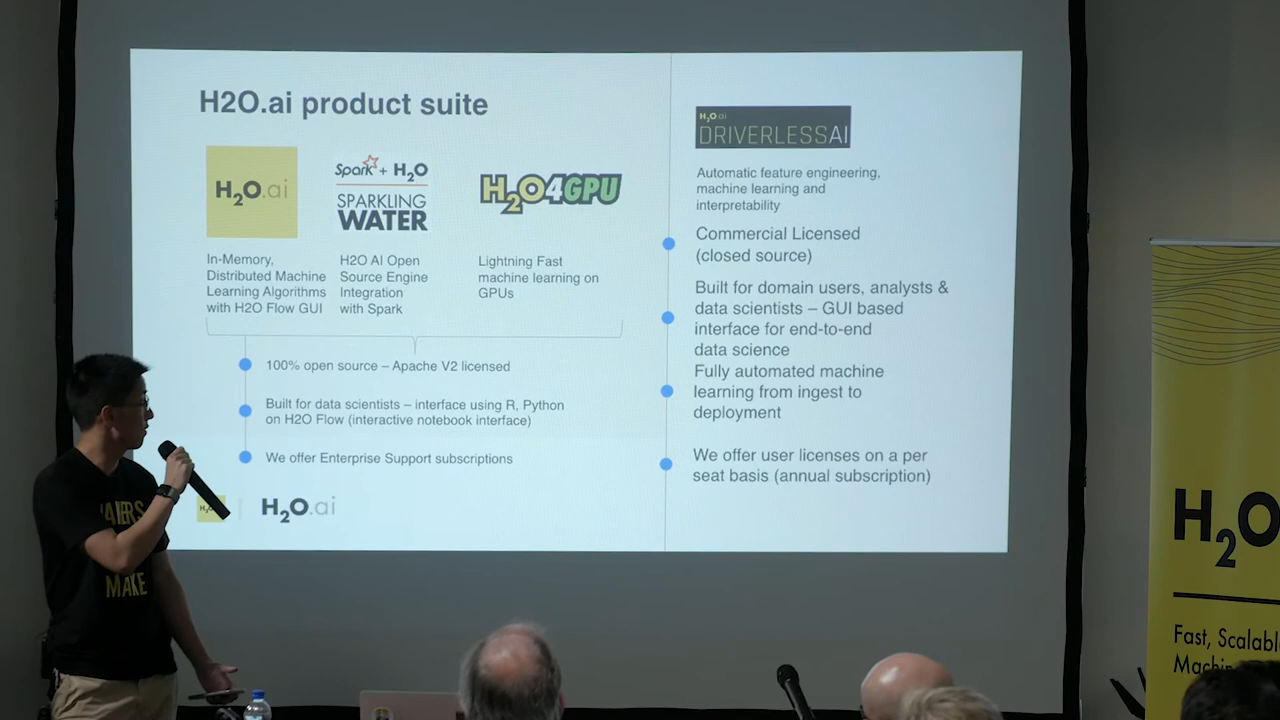 H2O.ai product suite
H2O.ai
Spark + H2O
SPARKLING
WATER
H2O4GPU
In-Memory,
Distributed Machine
Learning Algorithms
with H2O Flow GUI
H2O AI Open
Source Engine
Integration
with Spark
Lightning Fast
machine learning on
GPUs
100% open source – Apache V2 licensed
Built for data scientists – interface using R, Python
on H2O Flow (interactive notebook interface)
We offer Enterprise Support subscriptions
H2O.ai
H2O.ai
DRIVERLESSAI
Automatic feature engineering,
machine learning and
interpretability
Commercial Licensed
(closed source)
Built for domain users, analysts &
data scientists – GUI based
interface for end-to-end
data science
Fully automated machine
learning from ingest to
deployment
We offer user licenses on a per
seat basis (annual subscription)
MAKE
H2O
Fast,